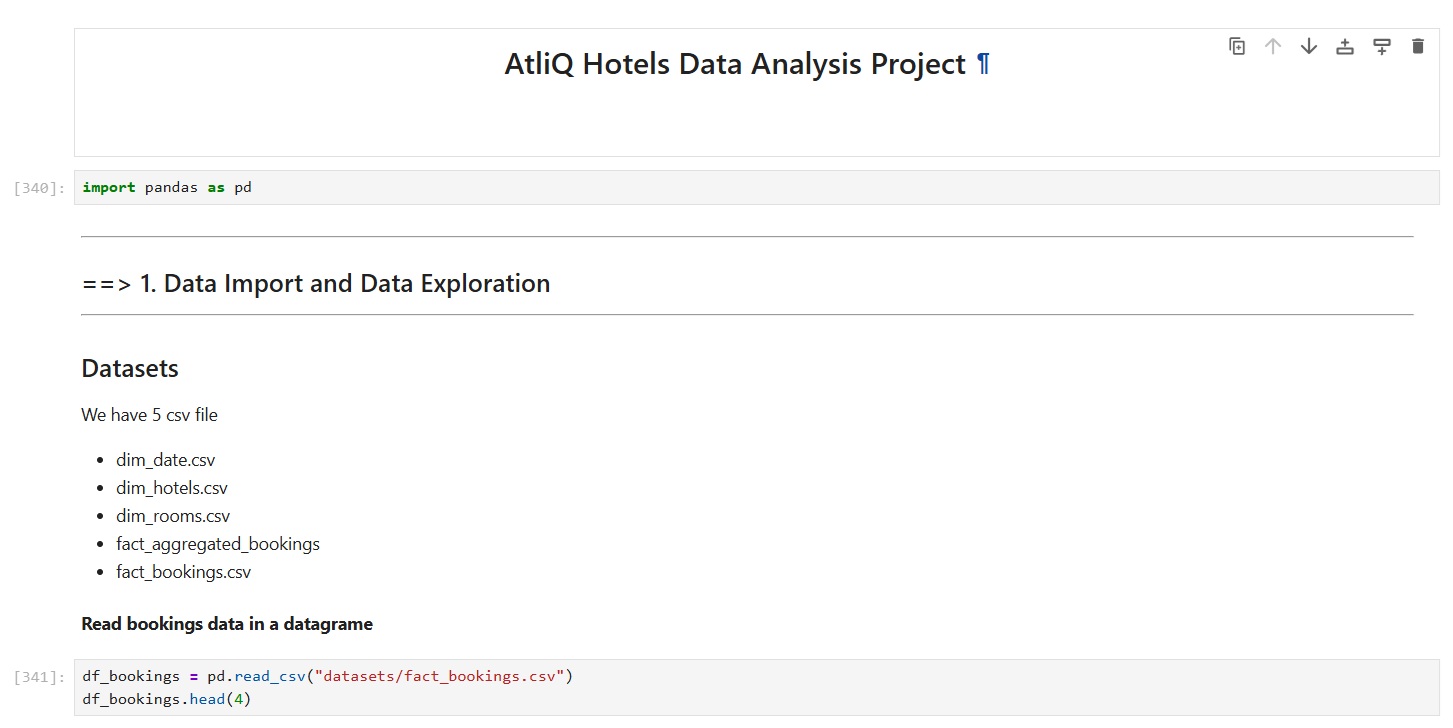 AtliQ Hotels Data Analysis Project ¶
[340]:
import pandas as pd
==> 1. Data Import and Data Exploration
Datasets
We have 5 csv file
• dim_date.csv
• dim_hotels.csv
• dim_rooms.csv
• fact_aggregated_bookings
• fact_bookings.csv
Read bookings data in a datagrame
[341]:
df_bookings = pd.read_csv("datasets/fact_bookings.csv")
df_bookings.head(4)